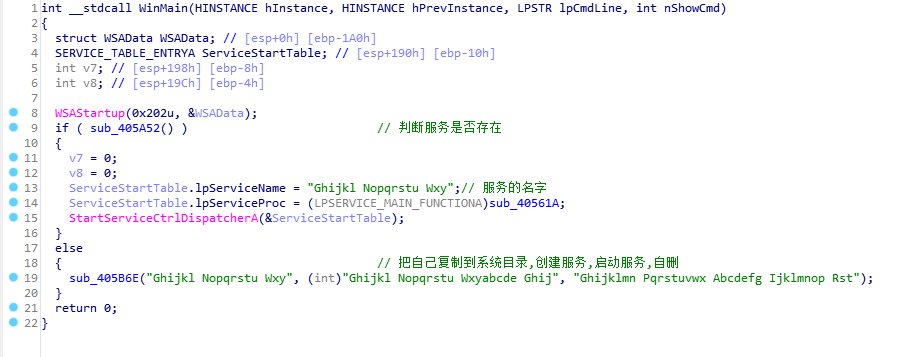 1 int __stdcall WinMain(HINSTANCE hInstance, HINSTANCE hPrevInstance, LPSTR lpCmdLine, int nShowCmd)
2 {
3   struct WSAData WSAData; // [esp+0h] [ebp-1A0h]
4   SERVICE_TABLE_ENTRYA ServiceStartTable; // [esp+190h] [ebp-10h]
5   int v7; // [esp+198h] [ebp-8h]
6   int v8; // [esp+19Ch] [ebp-4h]
7
8   WSAStartup(0x202u, &WSAData);
9   if ( sub_405A52() ) // 判断服务是否存在
10   {
11     v7 = 0;
12     v8 = 0;
13     ServiceStartTable.lpServiceName = "Ghijkl Nopqrstu Wxy";// 服务的名字
14     ServiceStartTable.lpServiceProc = (LPSERVICE_MAIN_FUNCTIONA)sub_40561A;
15     StartServiceCtrlDispatcherA(&ServiceStartTable);
16   }
17   else
18   { // 把自己复制到系统目录,创建服务,启动服务,自删
19     sub_405B6E("Ghijkl Nopqrstu Wxy", (int)"Ghijkl Nopqrstu Wxyabcde Ghij", "Ghijklmn Pqrstuvwx Abcdefg Ijklmnop Rst");
20   }
21   return 0;
22 }